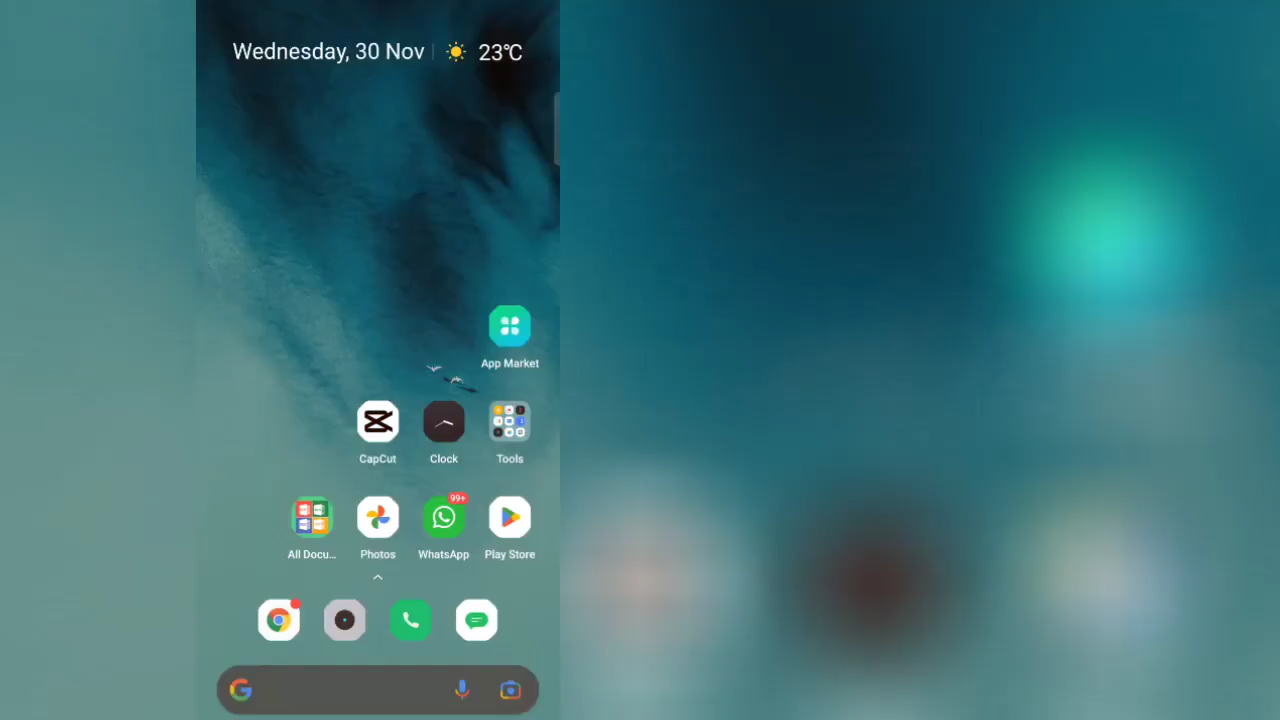 Wednesday, 30 Nov 23℃
App Market
CapCut Clock Tools
99+
All Docu... Photos WhatsApp Play Store